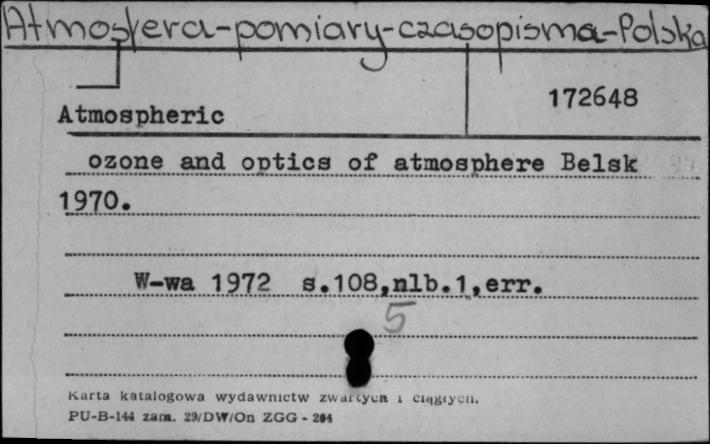 Atmosfera-pomiary-czasopisma-Polska
172648
Atmospheric
ozone and optics of atmosphere Belsk
1970.
W-wa 1972 s.108,nlb.1,err.
5
Karta katalogowa wydawnictw zwartych i ciągłych.
PU-B-144 zam. 29/DW/On ZGG - 204